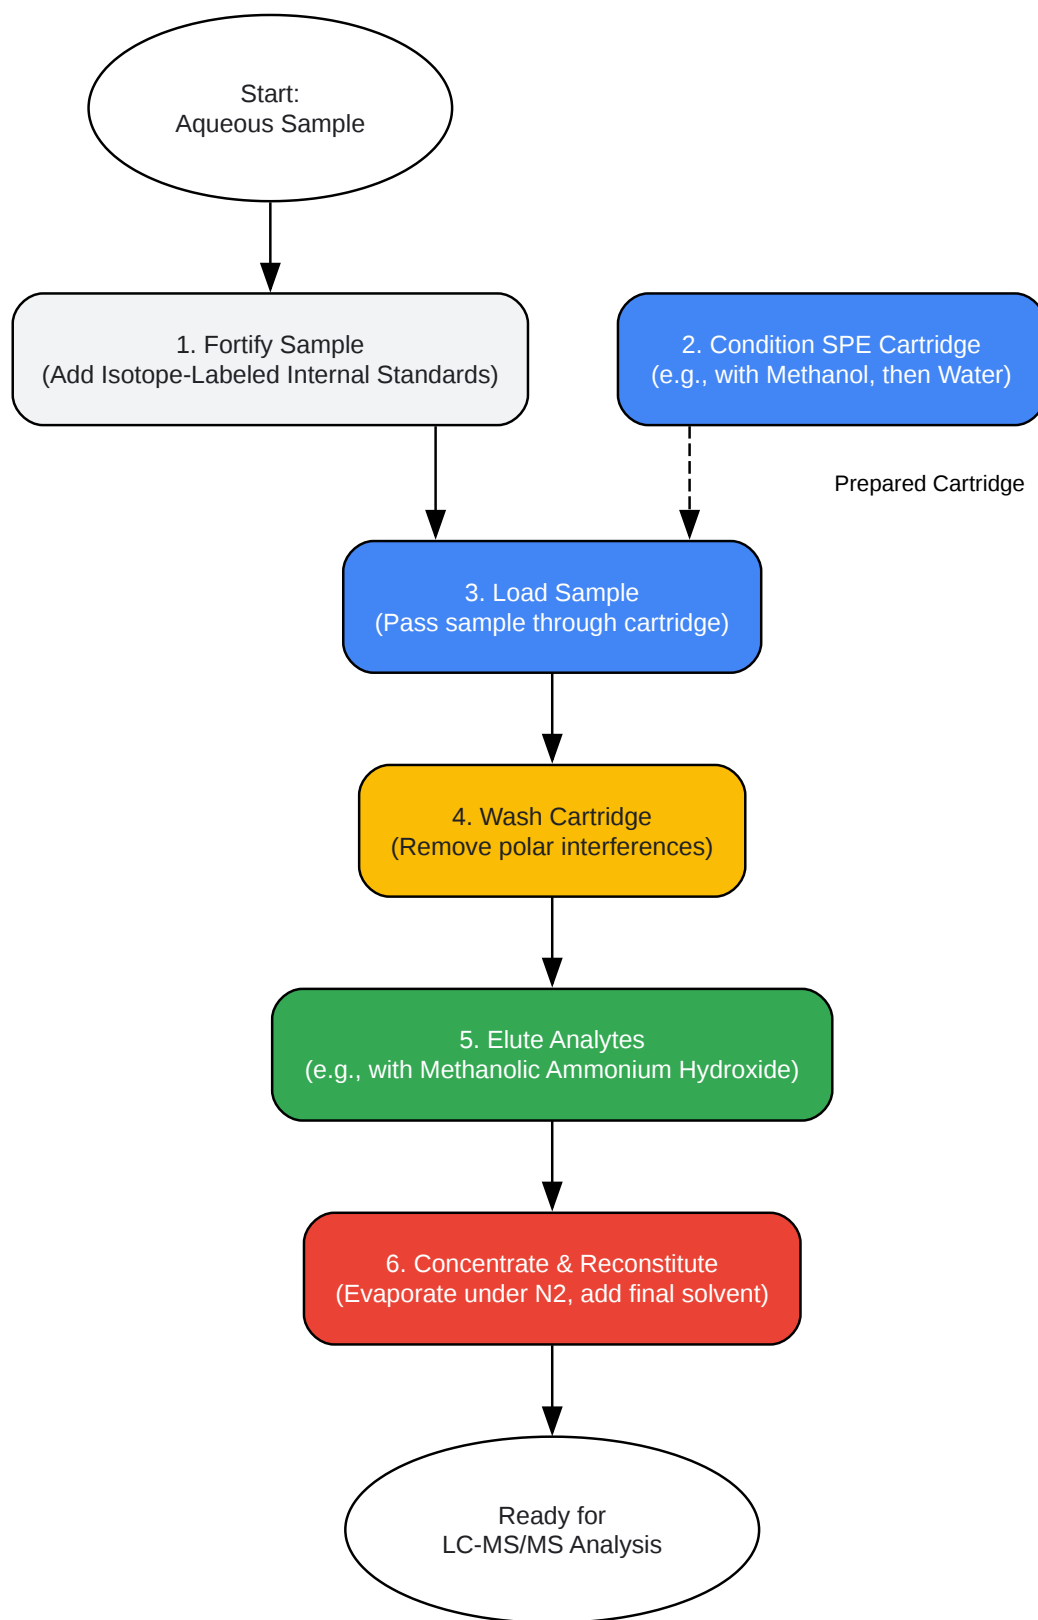 Start:
Aqueous Sample
1. Fortify Sample
(Add Isotope-Labeled Internal Standards)
2. Condition SPE Cartridge
(e.g., with Methanol, then Water)
Prepared Cartridge
3. Load Sample
(Pass sample through cartridge)
4. Wash Cartridge
(Remove polar interferences)
5. Elute Analytes
(e.g., with Methanolic Ammonium Hydroxide)
6. Concentrate & Reconstitute
(Evaporate under N2, add final solvent)
Ready for
LC-MS/MS Analysis